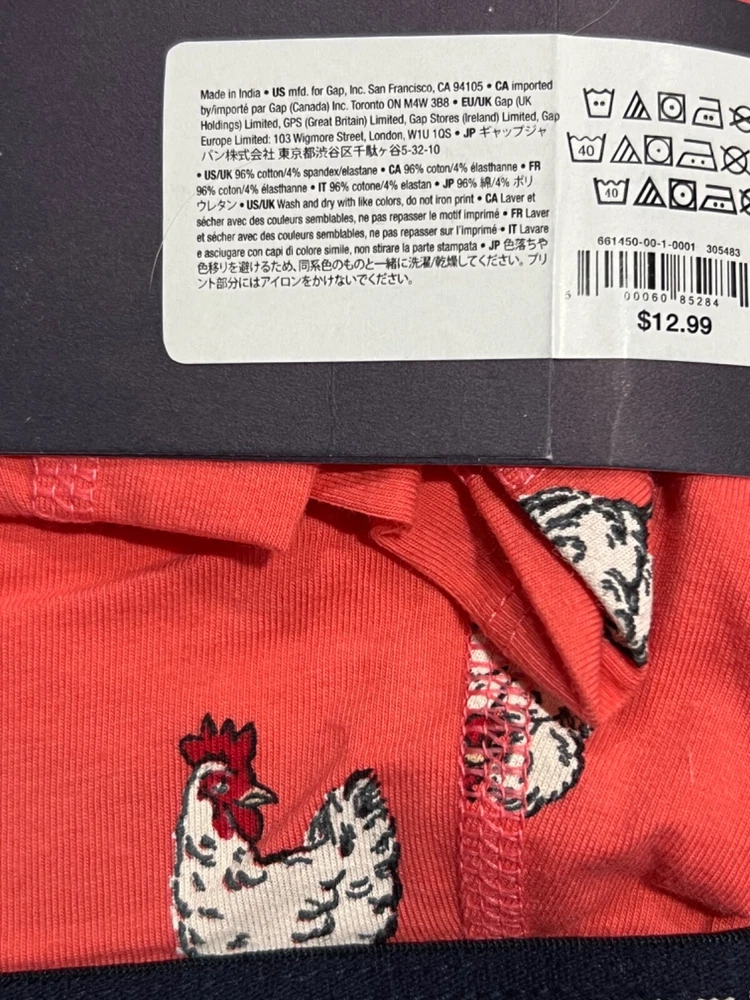 Made in India • US mfd. for Gap, Inc. San Francisco, CA 94105 • CA imported
by/importé par Gap (Canada) Inc. Toronto ON M4W 3B8 • EU/UK Gap (UK
Holdings) Limited, GPS (Great Britain) Limited, Gap Stores (Ireland) Limited, Gap
Europe Limited: 103 Wigmore Street, London, W1U 1QS • JP ギャップジャ
パン株式会社 東京都渋谷区千駄ヶ谷5-32-10
• US/UK 96% cotton/4% spandex/elastane • CA 96% cotton/4% élasthanne • FR
96% coton/4% élasthanne • IT 96% cotone/4% elastan • JP 96% 綿/4% ポリ
ウレタン • US/UK Wash and dry with like colors, do not iron print • CA Laver et
sécher avec des couleurs semblables, ne pas repasser le motif imprimé • FR Laver
et sécher avec des couleurs semblables, ne pas repasser sur l'imprimé • IT Lavare
e asciugare con capi di colore simile, non stirare la parte stampata • JP 色落ちや
色移りを避けるため、同系色のものと一緒に洗濯/乾燥してください。プリ
ント部分にはアイロンをかけないでください。
40
40
661450-00-1-0001 305483
5 00060 85284
$12.99